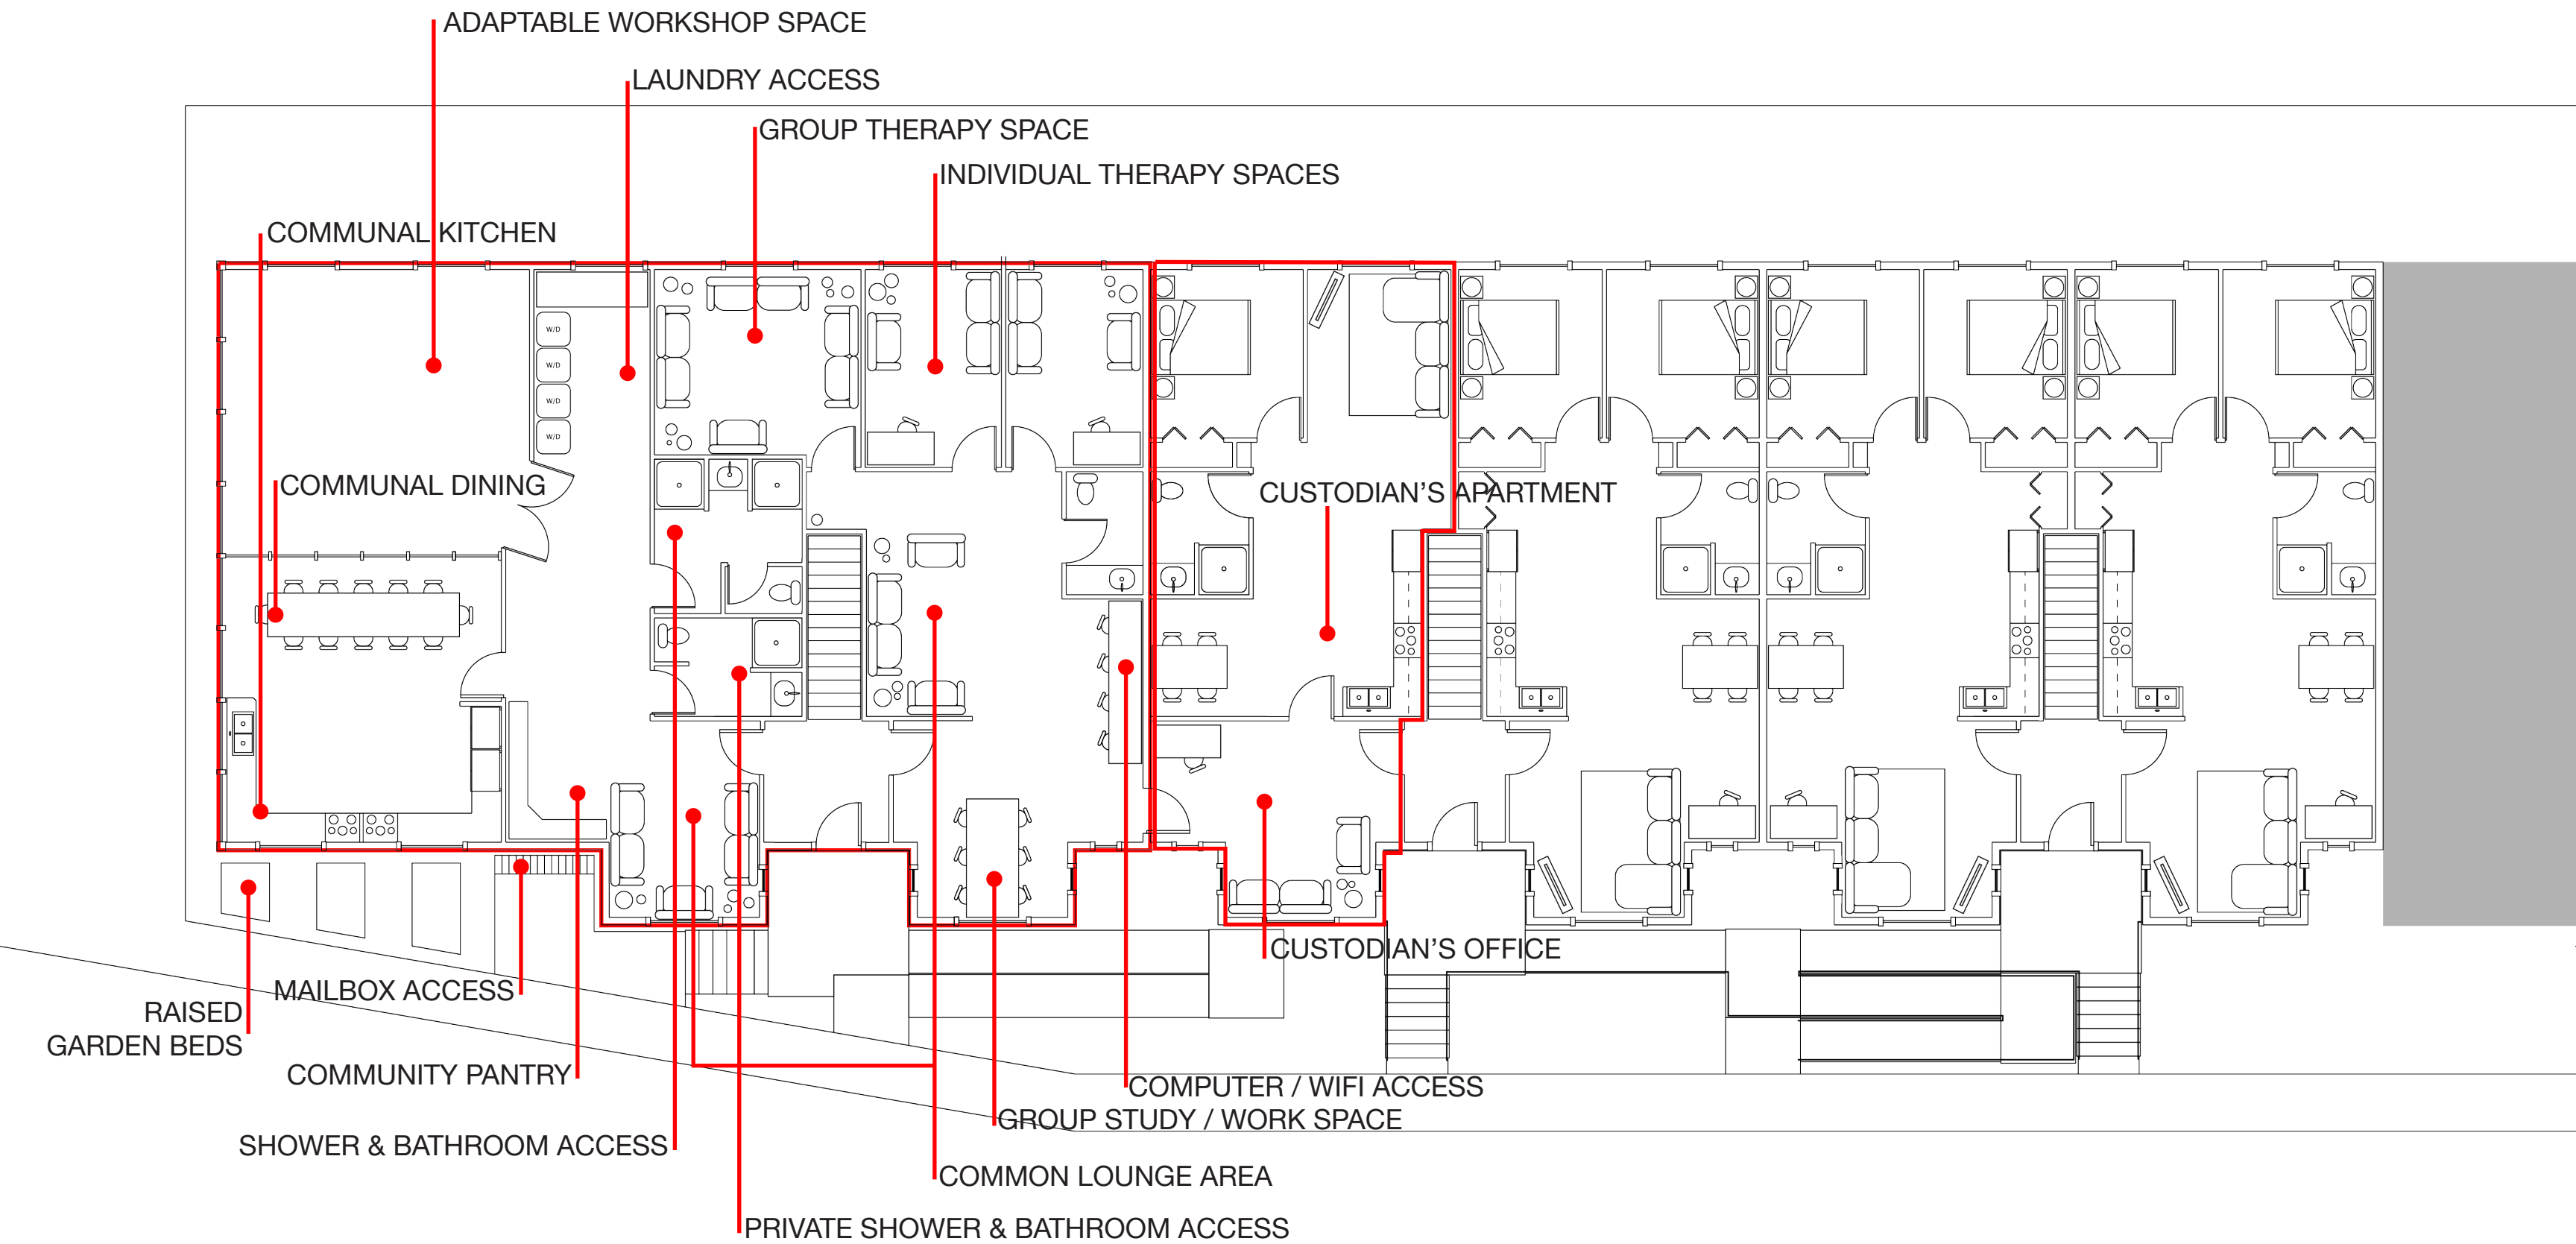 ADAPTABLE WORKSHOP SPACE
LAUNDRY ACCESS
GROUP THERAPY SPACE
INDIVIDUAL THERAPY SPACES
COMMUNAL KITCHEN
W/D
W/D
W/D
W/D
COMMUNAL DINING
CUSTODIAN'S APARTMENT
CUSTODIAN'S OFFICE
MAILBOX ACCESS
RAISED
GARDEN BEDS
COMMUNITY PANTRY
COMPUTER / WIFI ACCESS
GROUP STUDY / WORK SPACE
SHOWER & BATHROOM ACCESS
COMMON LOUNGE AREA
PRIVATE SHOWER & BATHROOM ACCESS